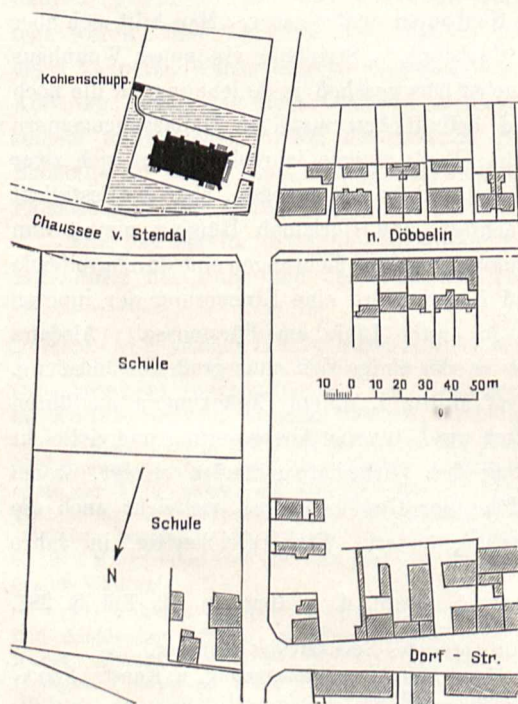 Kohlenschupp.
Chaussee v. Stendal
n. Döbbelin
Schule
10 0 10 20 30 40 50m
Schule
N
Dorf Str.